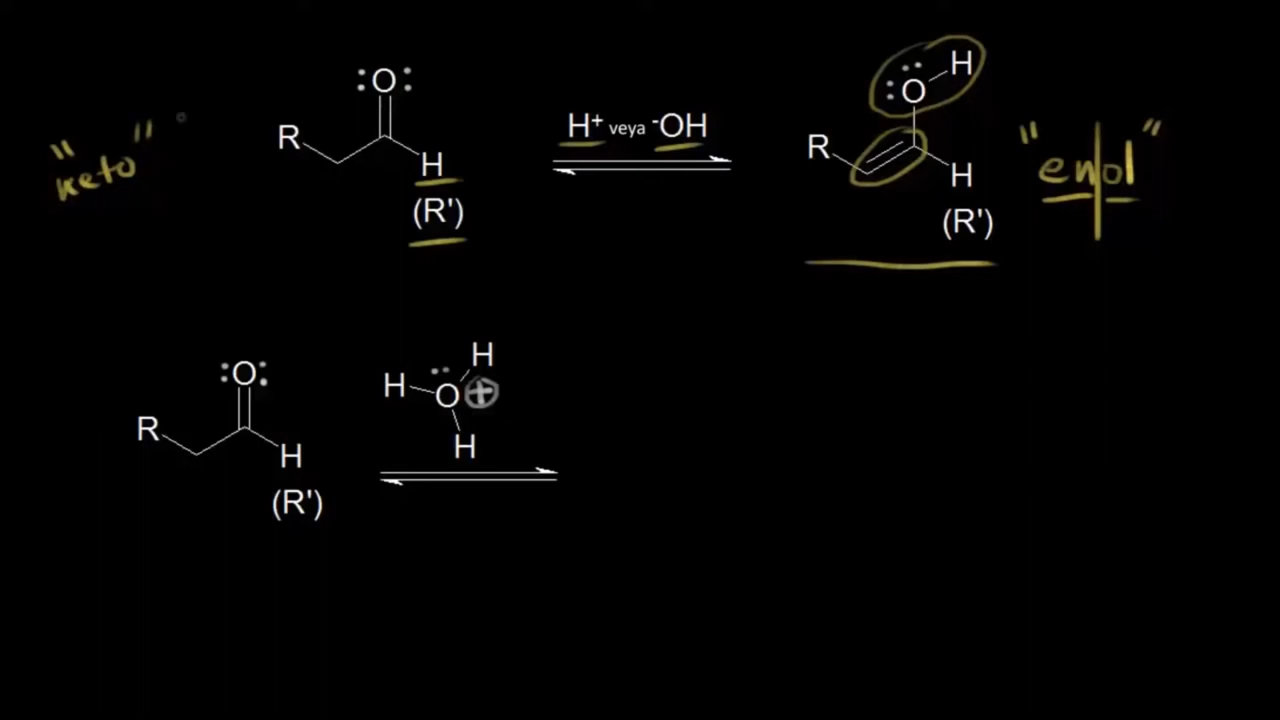 "keto"
:O:
R
H
(R')
H⁺ veya ⁻OH
H
:O
R
H
(R')
"enol"
:O:
R
H
(R')
H
H O +
H